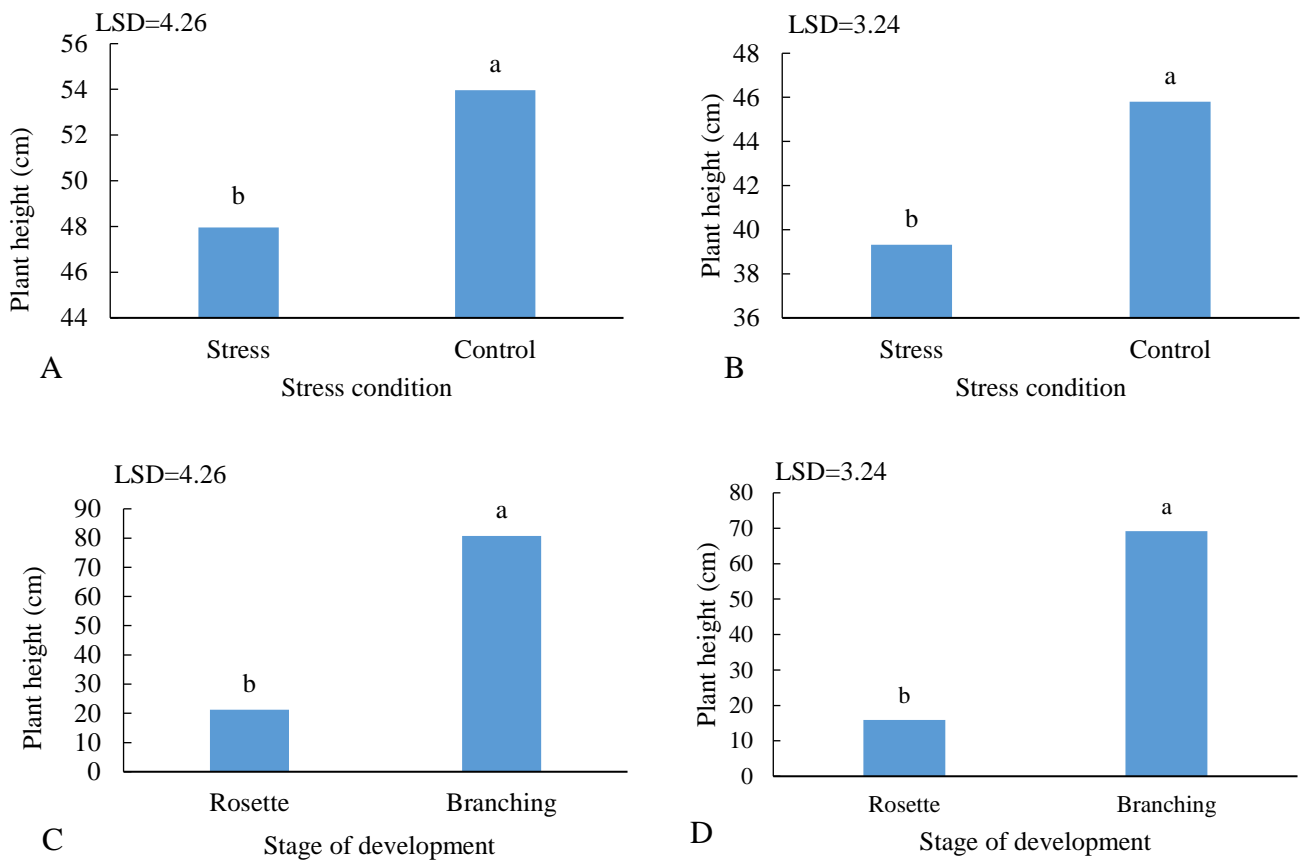 LSD=4.26
56
54
52
50
48
46
44
Plant height (cm)
b
a
Stress
Control
Stress condition
A
LSD=3.24
48
46
44
42
40
38
36
Plant height (cm)
b
a
Stress
Control
Stress condition
B
LSD=4.26
90
80
70
60
50
40
30
20
10
0
Plant height (cm)
b
a
Rosette
Branching
Stage of development
C
LSD=3.24
80
70
60
50
40
30
20
10
0
Plant height (cm)
b
a
Rosette
Branching
Stage of development
D